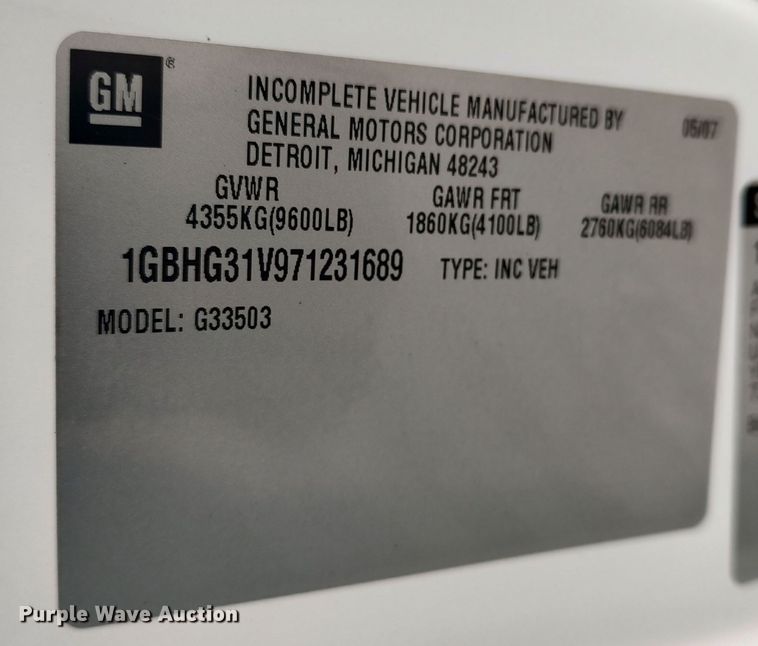 GM
®
INCOMPLETE VEHICLE MANUFACTURED BY
GENERAL MOTORS CORPORATION
DETROIT, MICHIGAN 48243
05/07
GVWR GAWR FRT GAWR RR
4355KG(9600LB) 1860KG(4100LB) 2760KG(6084LB)
1GBHG31V971231689 TYPE: INC VEH
MODEL: G33503
Purple Wave Auction